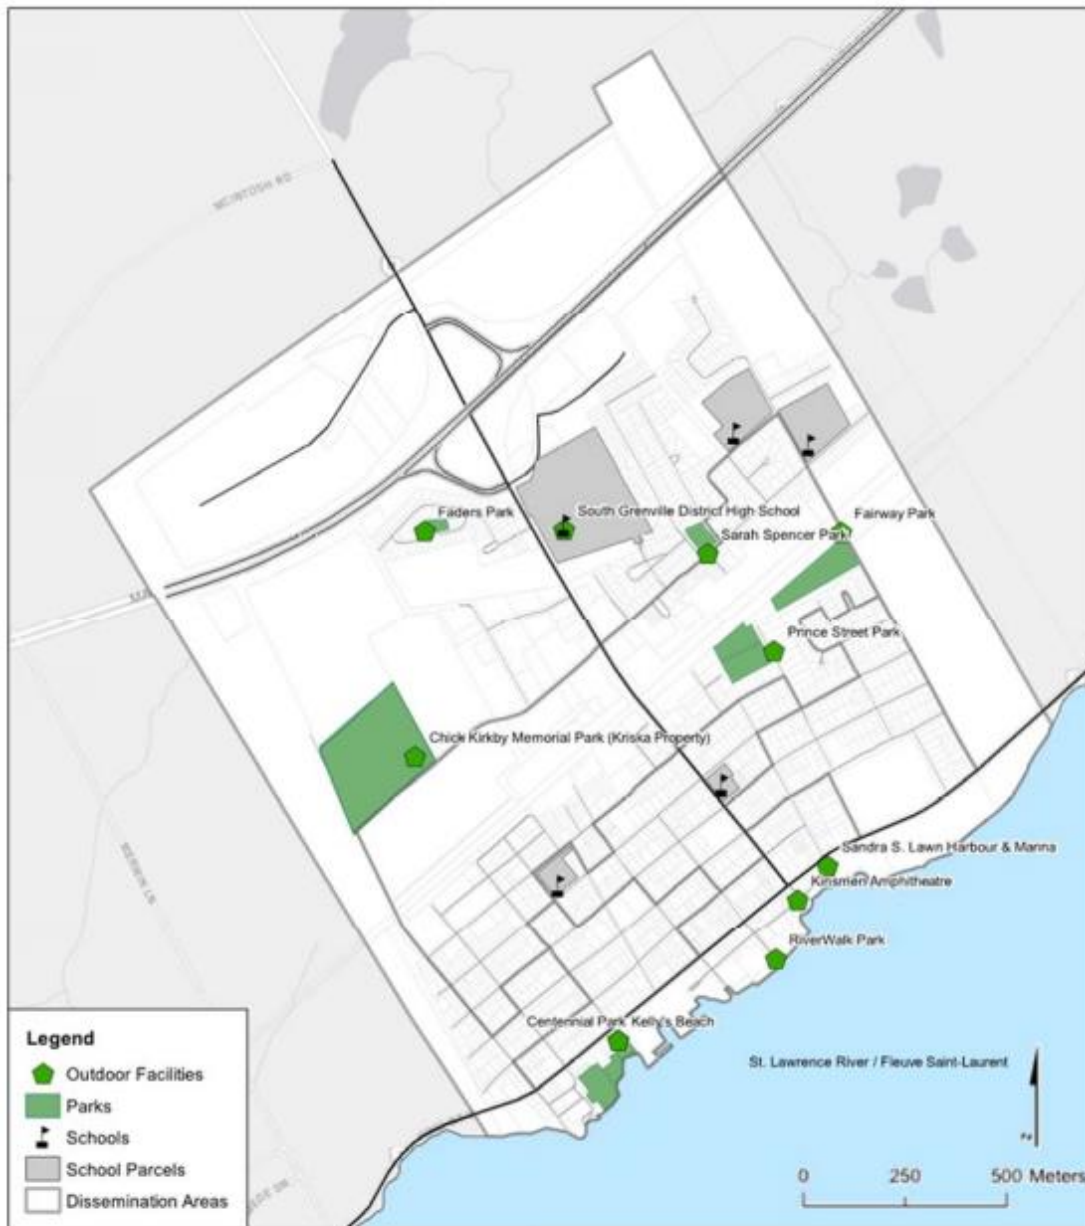 MCINTOSH RD
Faders Park
South Grenville District High School
Fairway Park
Sarah Spencer Park
Prince Street Park
Chick Kirkby Memorial Park (Kriska Property)
Sandra S. Lawn Harbour & Marina
Kinsmen Amphitheatre
RiverWalk Park
Centennial Park Kelly's Beach
St. Lawrence River / Fleuve Saint-Laurent
Legend
Outdoor Facilities
Parks
Schools
School Parcels
Dissemination Areas
N
0 250 500 Meters